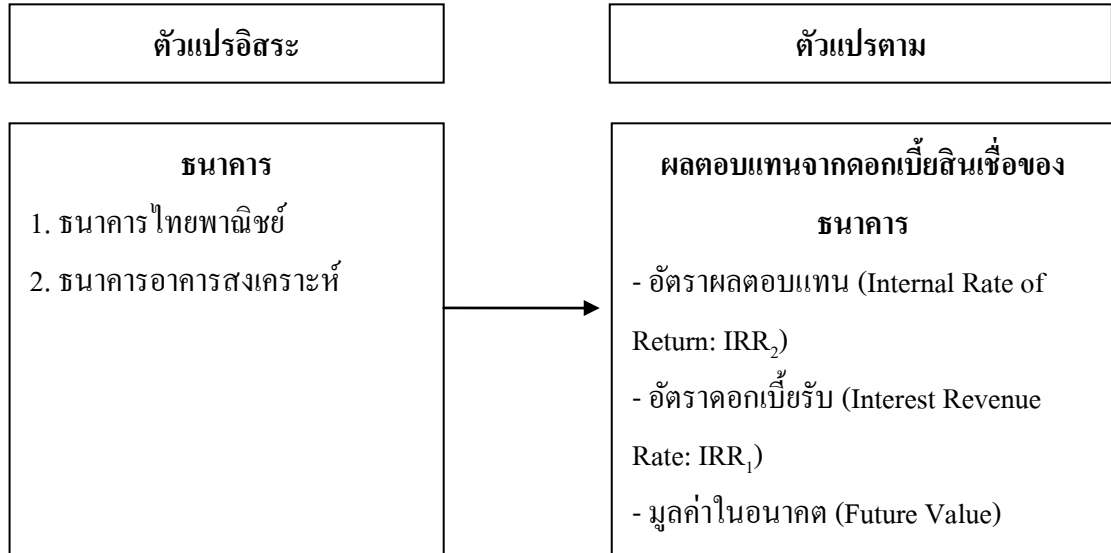 ตัวแปรอิสระ
ตัวแปรตาม
ธนาคาร
1. ธนาคารไทยพาณิชย์
2. ธนาคารอาคารสงเคราะห์
ผลตอบแทนจากดอกเบี้ยสินเชื่อของ
ธนาคาร
- อัตราผลตอบแทน (Internal Rate of
Return: IRR₂)
- อัตราดอกเบี้ยรับ (Interest Revenue
Rate: IRR₁)
- มูลค่าในอนาคต (Future Value)